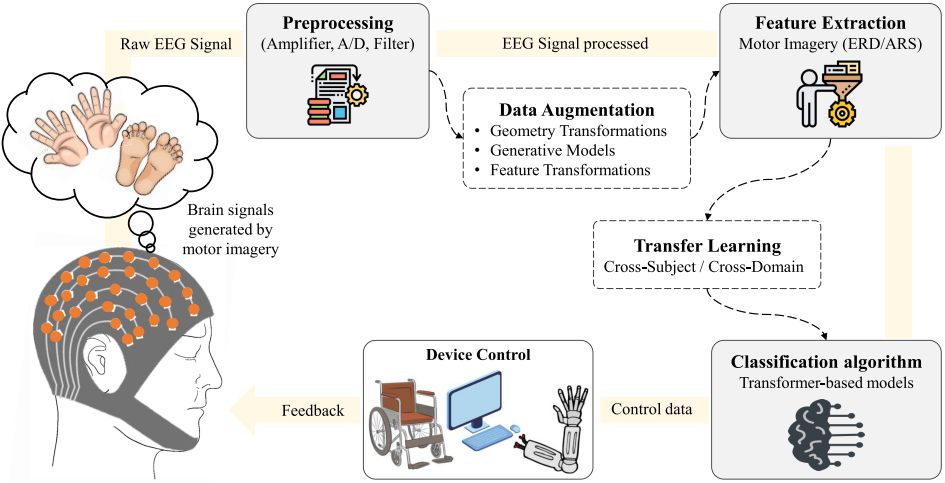 Raw EEG Signal
Preprocessing
(Amplifier, A/D, Filter)
EEG Signal processed
Feature Extraction
Motor Imagery (ERD/ARS)
Data Augmentation
• Geometry Transformations
• Generative Models
• Feature Transformations
Brain signals
generated by
motor imagery
Transfer Learning
Cross-Subject / Cross-Domain
Classification algorithm
Transformer-based models
Control data
Device Control
Feedback